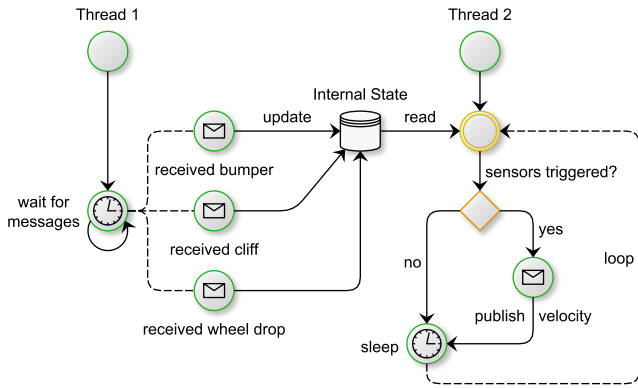 Thread 1
Thread 2
Internal State
update
read
received bumper
sensors triggered?
wait for
messages
received cliff
yes
no
loop
received wheel drop
publish velocity
sleep